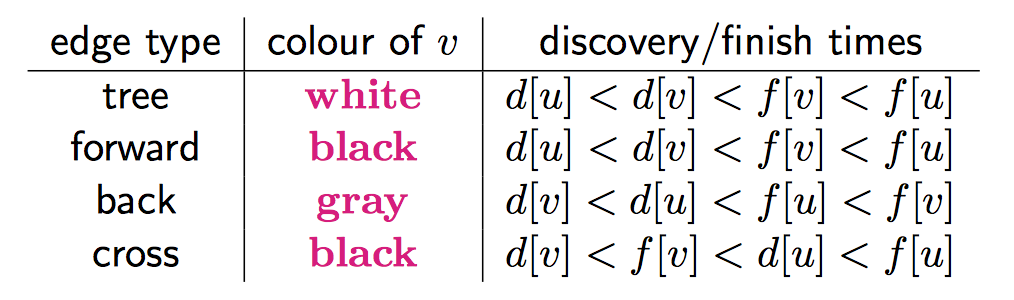 edge type colour of v discovery/finish times
tree white d[u] < d[v] < f[v] < f[u]
forward black d[u] < d[v] < f[v] < f[u]
back gray d[v] < d[u] < f[u] < f[v]
cross black d[v] < f[v] < d[u] < f[u]